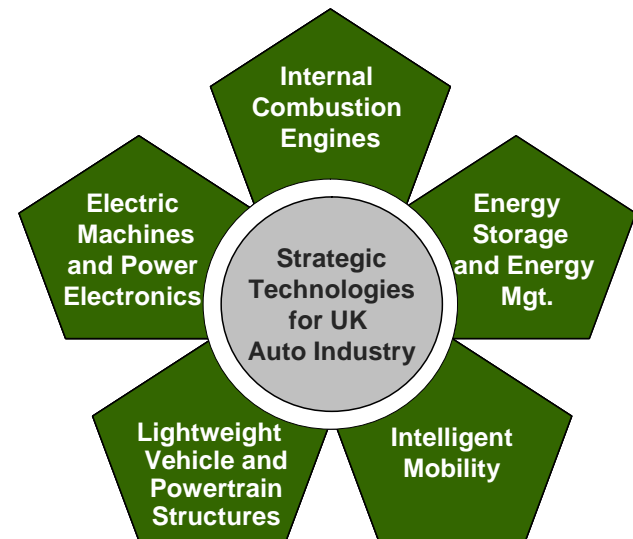 Internal
Combustion
Engines
Electric
Machines
and Power
Electronics
Energy
Storage
and Energy
Mgt.
Strategic
Technologies
for UK
Auto Industry
Lightweight
Vehicle and
Powertrain
Structures
Intelligent
Mobility